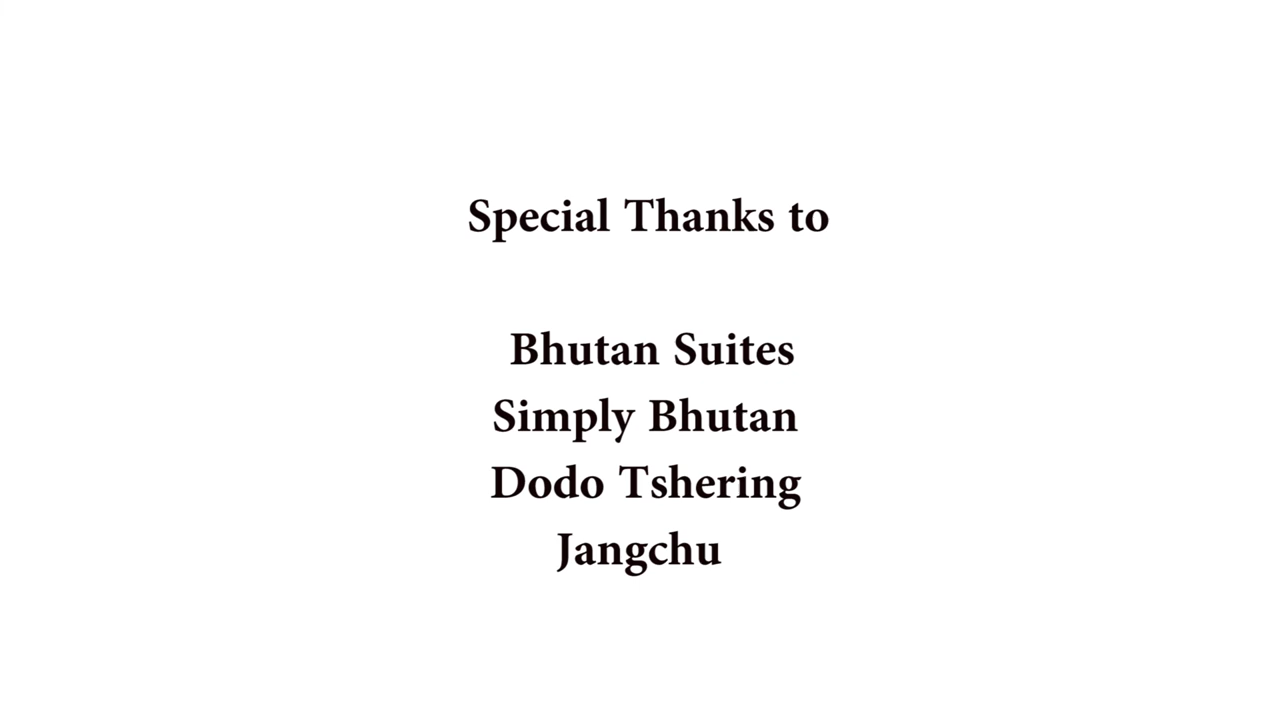 Special Thanks to
Bhutan Suites
Simply Bhutan
Dodo Tshering
Jangchu